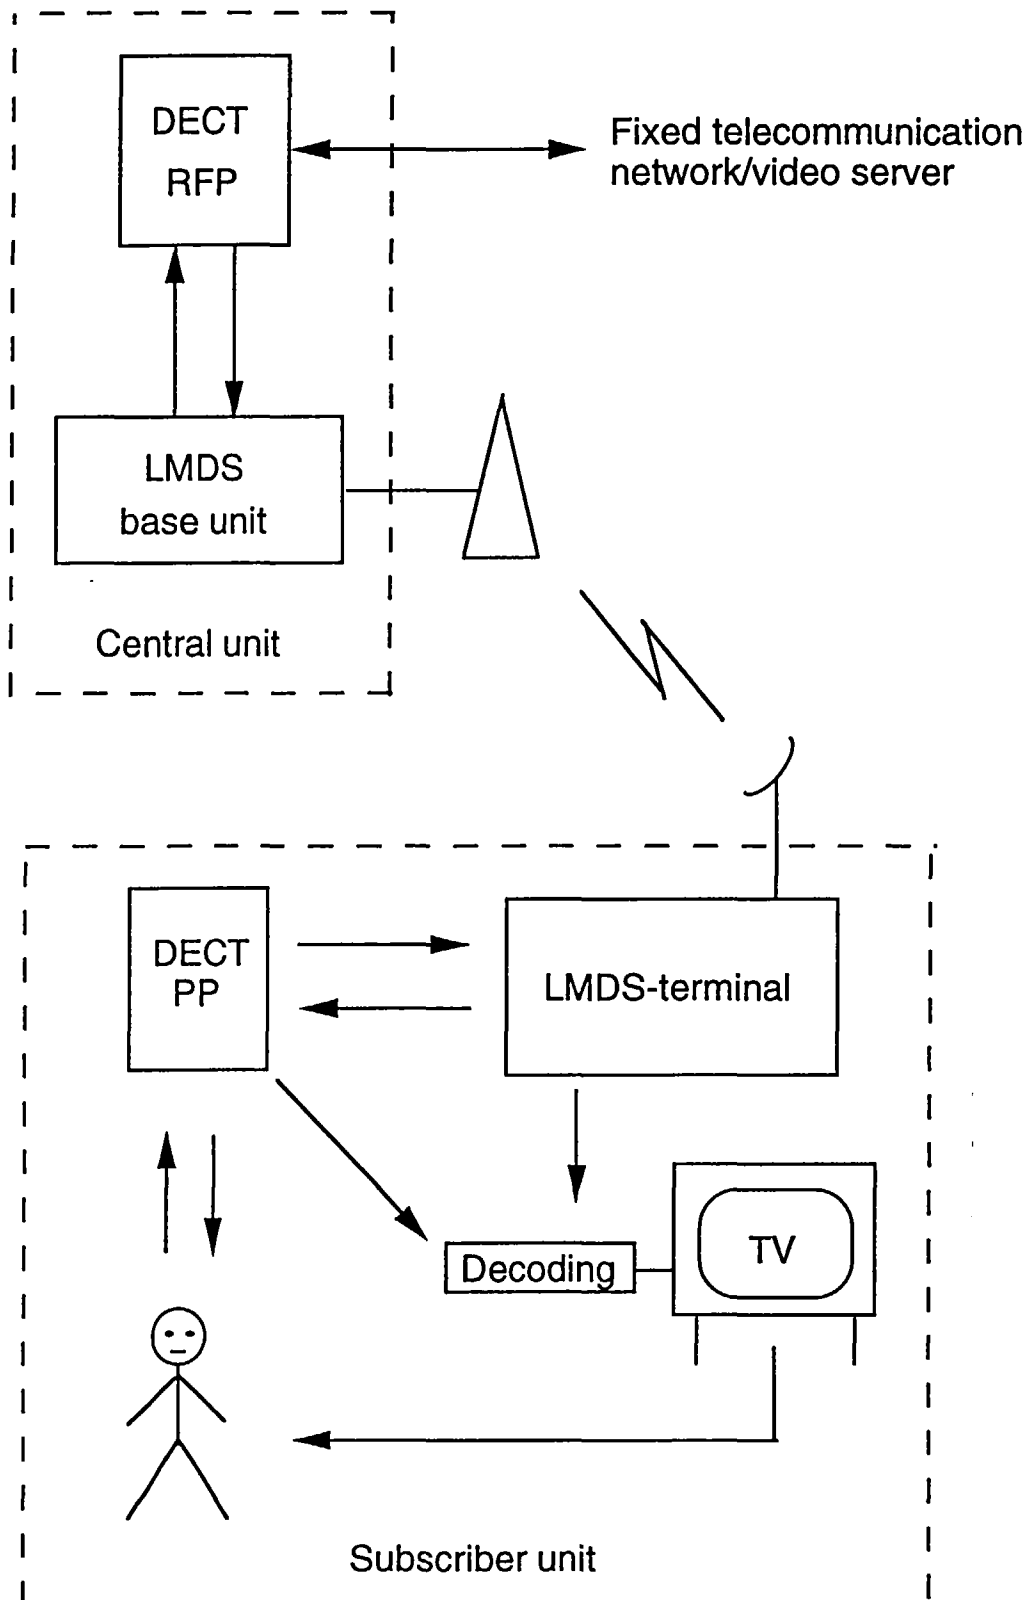 DECT
RFP
Fixed telecommunication
network/video server
LMDS
base unit
Central unit
DECT
PP
LMDS-terminal
Decoding
TV
Subscriber unit